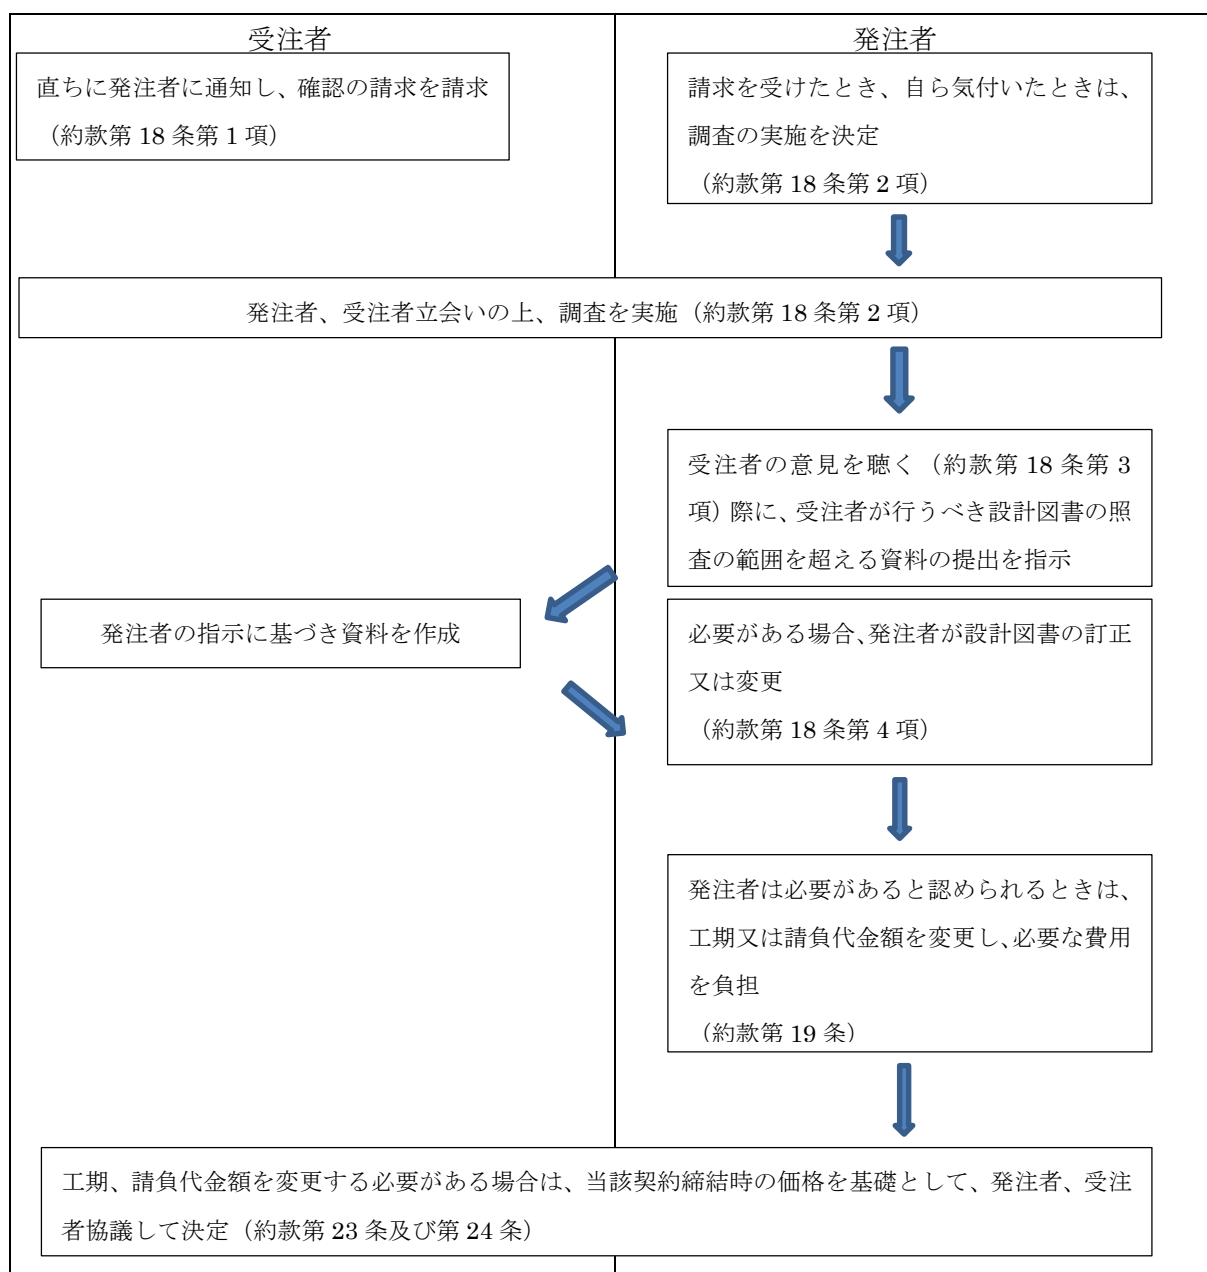 受注者
発注者
直ちに発注者に通知し、確認の請求を請求
（約款第 18 条第 1 項）
請求を受けたとき、自ら気付いたときは、
調査の実施を決定
（約款第 18 条第 2 項）
発注者、受注者立会いの上、調査を実施（約款第 18 条第 2 項）
受注者の意見を聴く（約款第 18 条第 3
項）際に、受注者が行うべき設計図書の照
査の範囲を超える資料の提出を指示
発注者の指示に基づき資料を作成
必要がある場合、発注者が設計図書の訂正
又は変更
（約款第 18 条第 4 項）
発注者は必要があると認められるときは、
工期又は請負代金額を変更し、必要な費用
を負担
（約款第 19 条）
工期、請負代金額を変更する必要がある場合は、当該契約締結時の価格を基礎として、発注者、受注
者協議して決定（約款第 23 条及び第 24 条）